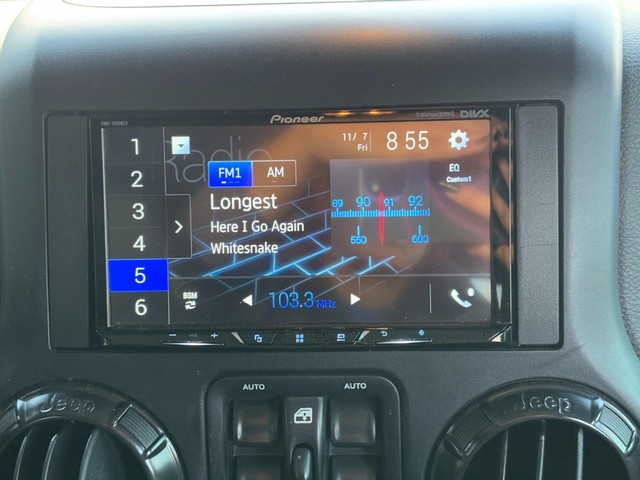 Pioneer
SiriusXM DIVX
Radio
11/ 7
Fri
8 55
1
2
3
4
5
6
FM1 AM
EQ
Custom1
Longest
Here I Go Again
Whitesnake
89 90 91 92
550 600
BSM
103.3 MHz
AUTO AUTO
Jeep Jeep